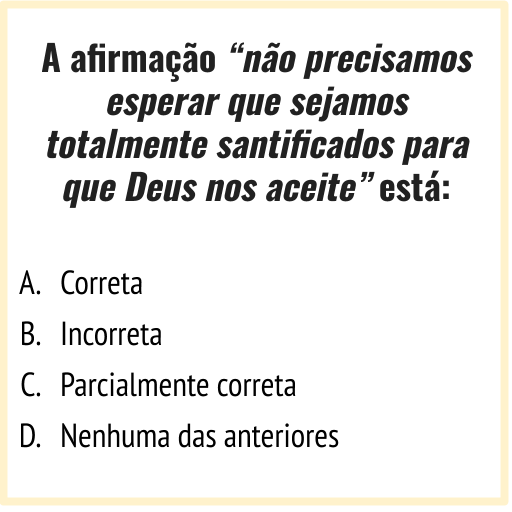 A afirmação “não precisamos
esperar que sejamos
totalmente santificados para
que Deus nos aceite” está:
A. Correta
B. Incorreta
C. Parcialmente correta
D. Nenhuma das anteriores